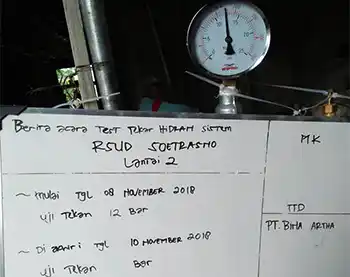 Berita acara TEST Tekan HIDRAN SISTEM
RSUD SOETRASNO
Lantai 2
~ mulai TGL 08 NOVEMBER 2018
uji Tekan 12 Bar
~ Di akhiri TGL 10 NOVEMBER 2018
uji Tekan Bar
MK
TTD
PT. BIMA ARTHA